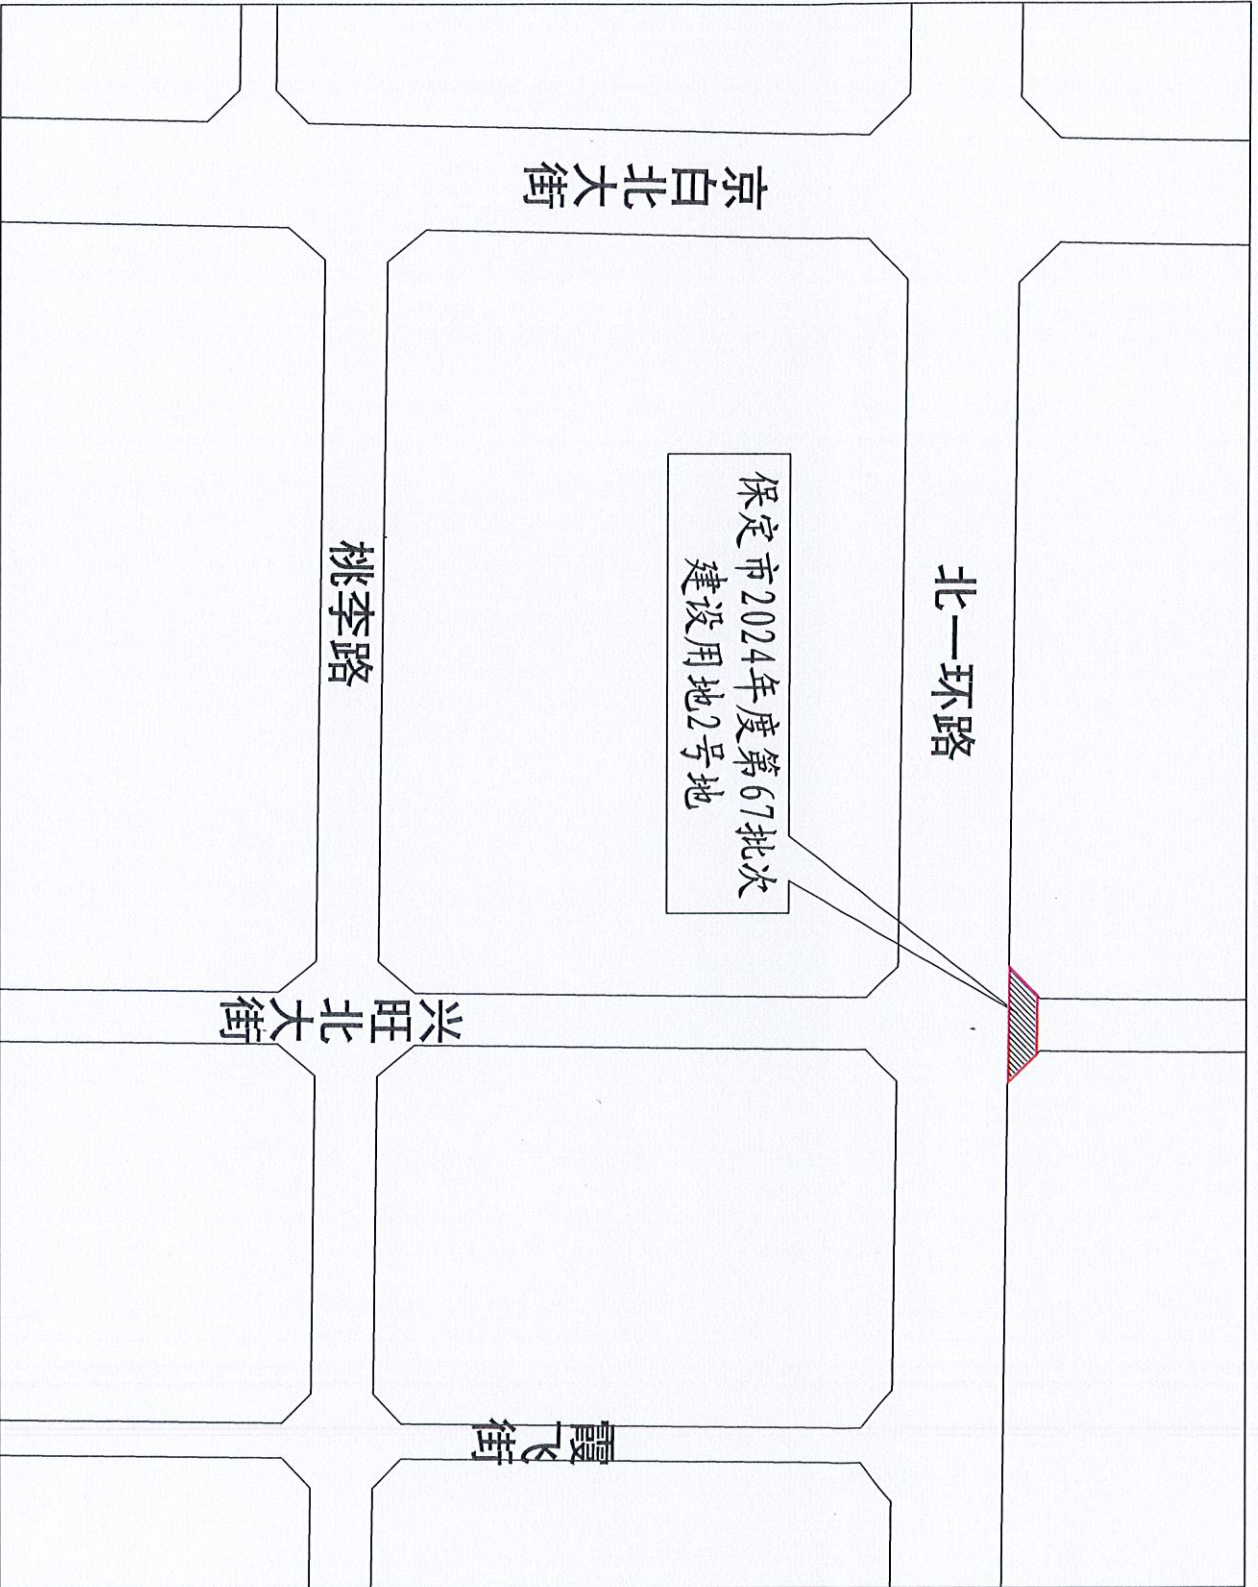 北一环路
保定市2024年度第67批次
建设用地2号地
京白北大街
兴旺北大街
霞飞街
桃李路